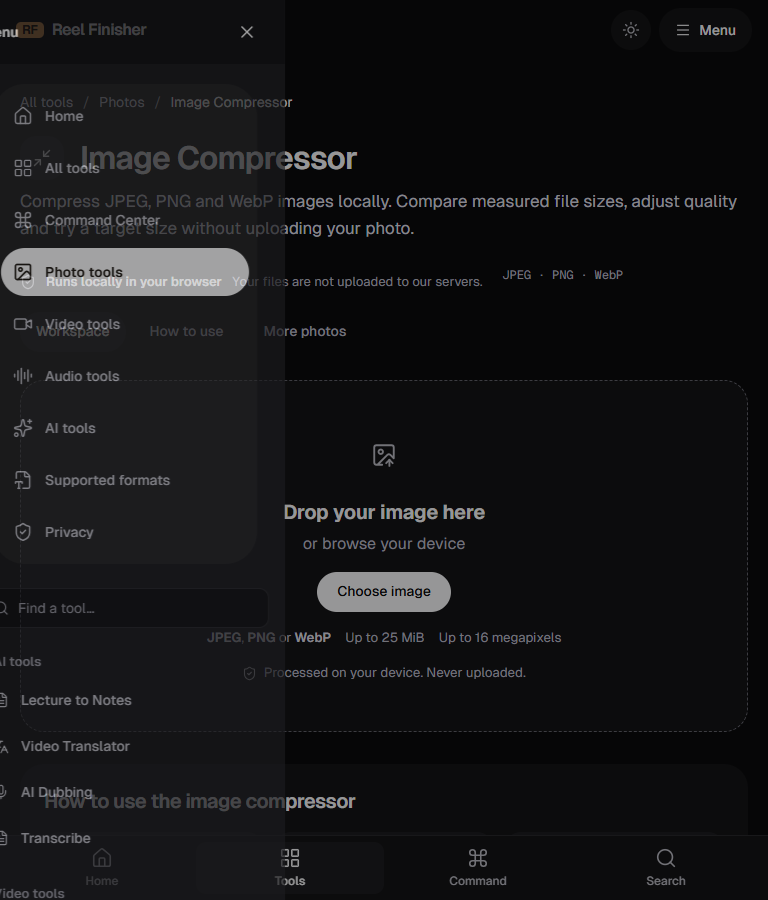 Menu
RF Reel Finisher
Menu
All tools / Photos / Image Compressor
Home
Image Compressor
All tools
Compress JPEG, PNG and WebP images locally. Compare measured file sizes, adjust quality
and try a target size without uploading your photo.
Command Center
Photo tools
Runs locally in your browser Your files are not uploaded to our servers. JPEG · PNG · WebP
Video tools
Workspace How to use More photos
Audio tools
AI tools
Supported formats
Privacy
Drop your image here
or browse your device
Choose image
Find a tool...
JPEG, PNG or WebP Up to 25 MiB Up to 16 megapixels
AI tools
Processed on your device. Never uploaded.
Lecture to Notes
Video Translator
AI Dubbing
How to use the image compressor
Transcribe
Video tools
Home Tools Command Search